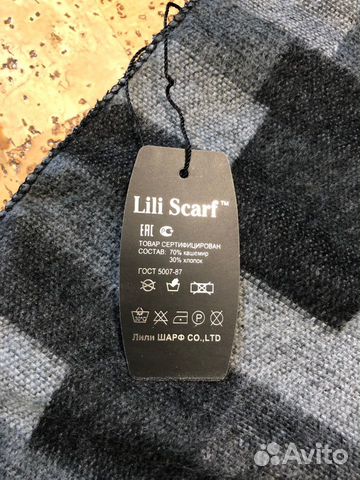 Lili Scarf™
EAC
ТОВАР СЕРТИФИЦИРОВАН
СОСТАВ: 70% кашемир
30% хлопок
ГОСТ 5007-87
Лили ШАРФ CO.,LTD
Avito